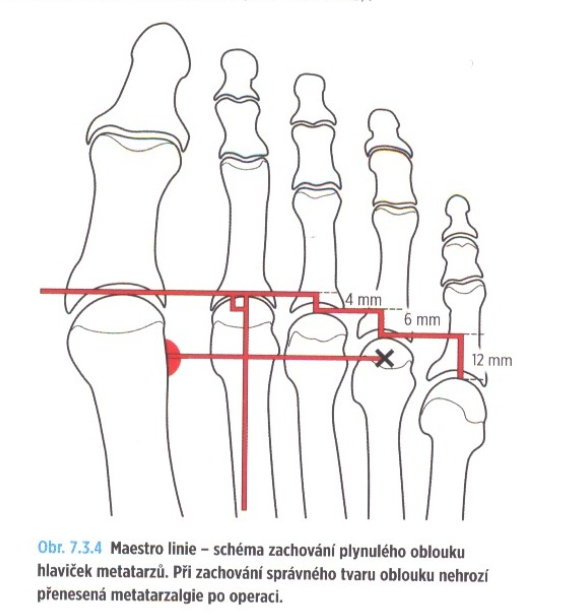 4 mm
6 mm
12 mm
Obr. 7.3.4 Maestro linie – schéma zachování plynulého oblouku
hlaviček metatarzů. Při zachování správného tvaru oblouku nehrozí
přenesená metatarzalgie po operaci.